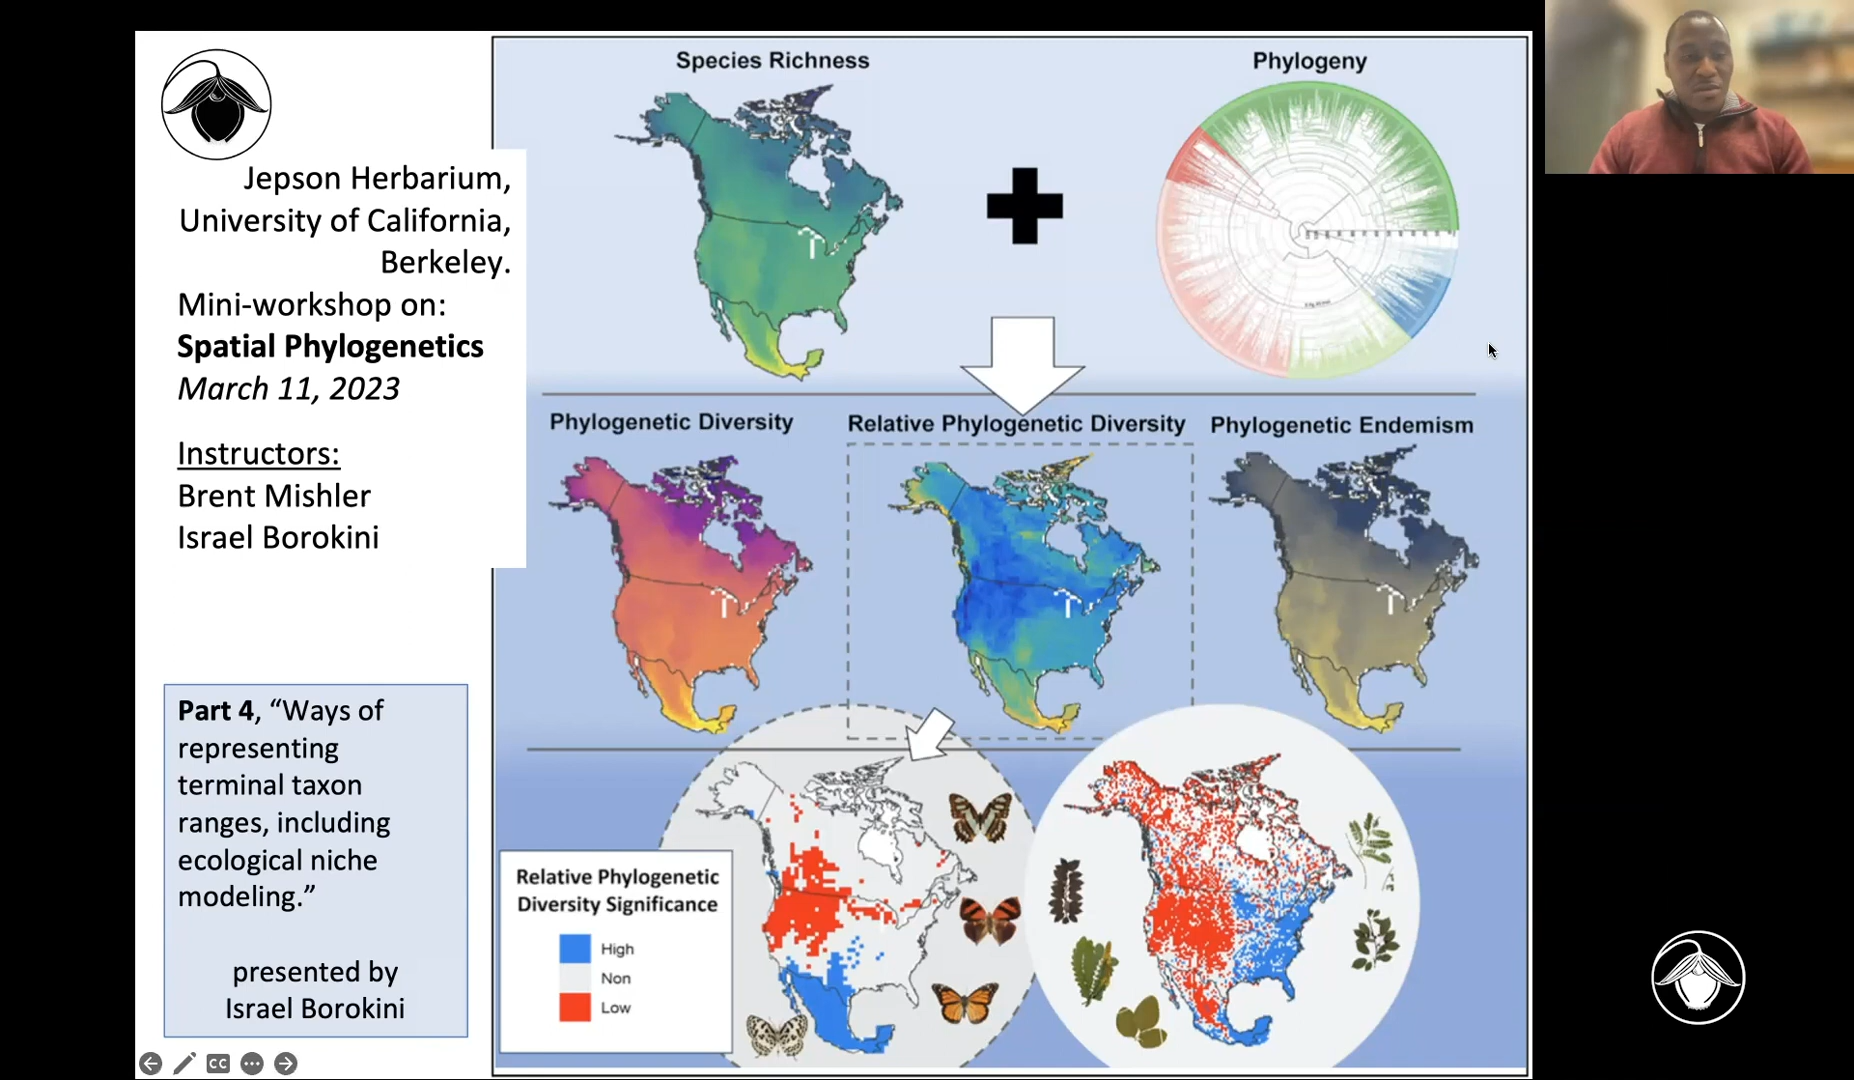 Jepson Herbarium,
University of California,
Berkeley.
Mini-workshop on:
Spatial Phylogenetics
March 11, 2023
Instructors:
Brent Mishler
Israel Borokini
Part 4, “Ways of
representing
terminal taxon
ranges, including
ecological niche
modeling.”
presented by
Israel Borokini
Species Richness
Phylogeny
Phylogenetic Diversity
Relative Phylogenetic Diversity
Phylogenetic Endemism
Relative Phylogenetic
Diversity Significance
High
Non
Low
CC